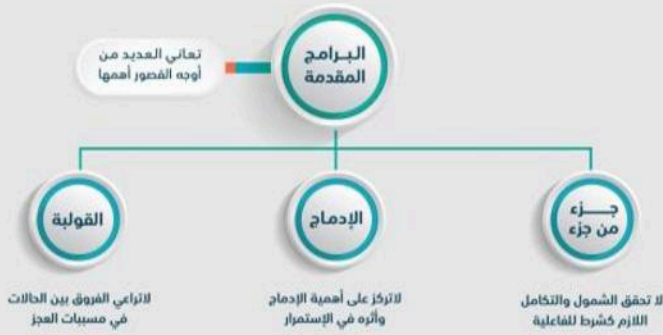 البرامج
المقدمة
تعاني العديد من
أوجه القصور أهمها
جزء
من جزء
لا تحقق الشمول والتكامل
اللازم كشرط للفاعلية
الإدماج
لاتركز على أهمية الإدماج
وأثره في الإستمرار
القولبة
لاتراعي الفروق بين الحالات
في مسببات العجز